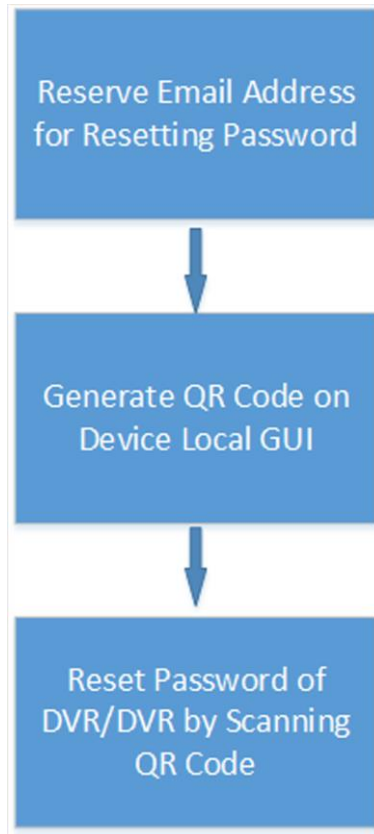 Reserve Email Address
for Resetting Password
Generate QR Code on
Device Local GUI
Reset Password of
DVR/DVR by Scanning
QR Code